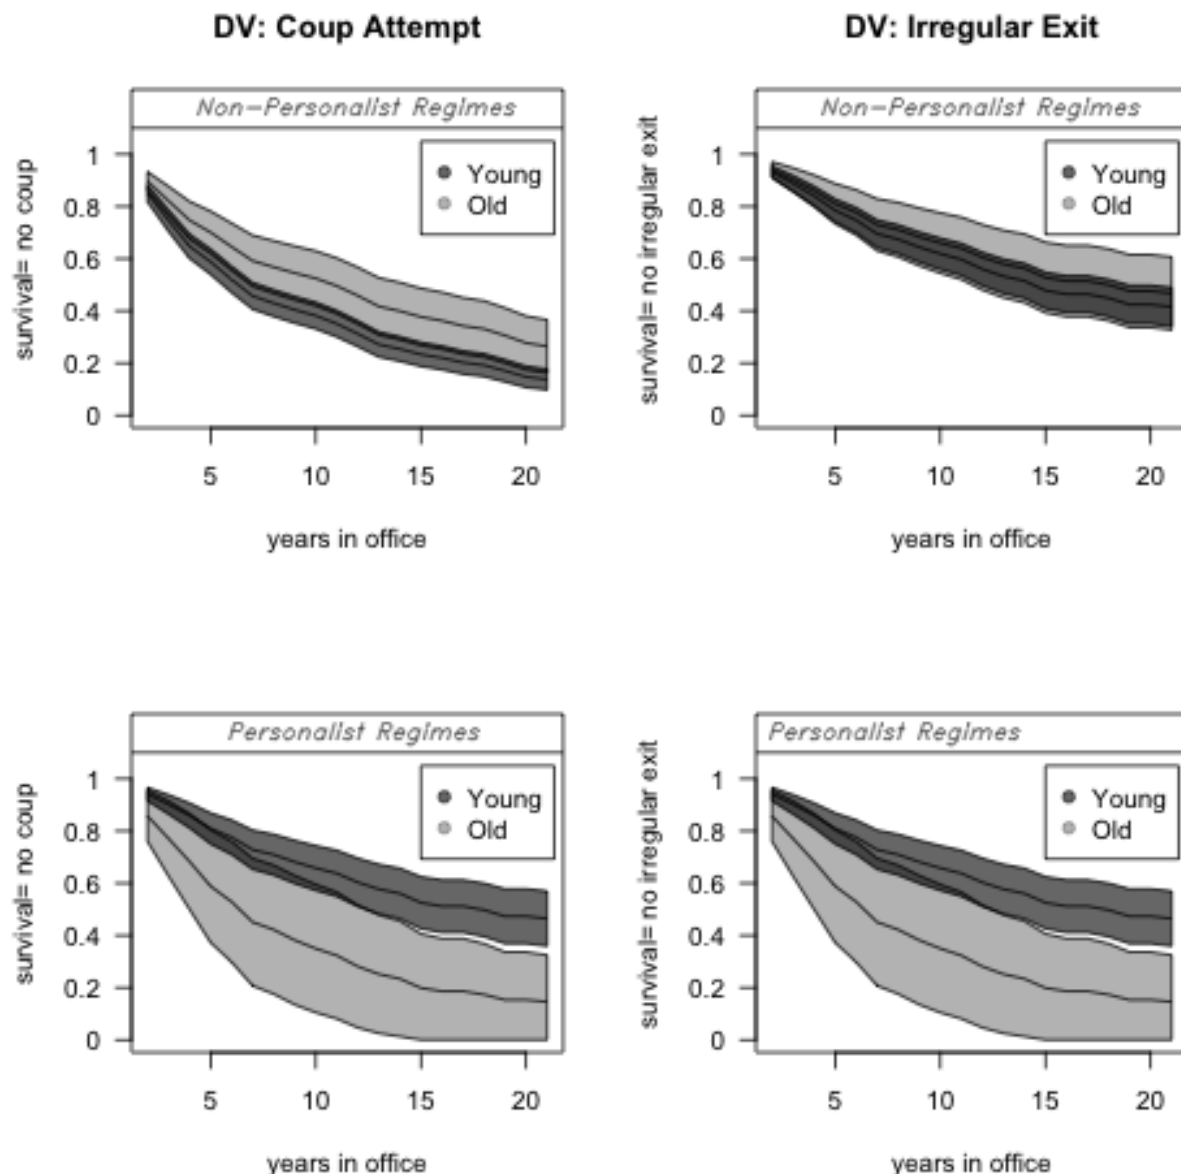 DV: Coup Attempt
Non-Personalist Regimes
survival= no coup
1
0.8
0.6
0.4
0.2
0
Young
Old
5 10 15 20
years in office
DV: Irregular Exit
Non-Personalist Regimes
survival= no irregular exit
1
0.8
0.6
0.4
0.2
0
Young
Old
5 10 15 20
years in office
Personalist Regimes
survival= no coup
1
0.8
0.6
0.4
0.2
0
Young
Old
5 10 15 20
years in office
Personalist Regimes
survival= no irregular exit
1
0.8
0.6
0.4
0.2
0
Young
Old
5 10 15 20
years in office